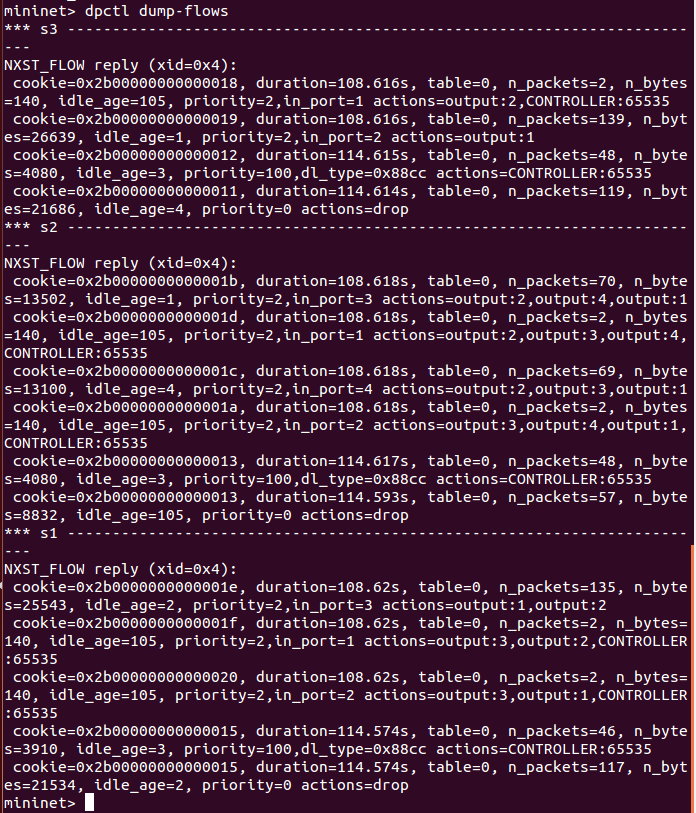 mininet> dpctl dump-flows
*** s3 ---------------------------------------------------------------------
---
NXST_FLOW reply (xid=0x4):
 cookie=0x2b00000000000018, duration=108.616s, table=0, n_packets=2, n_bytes
=140, idle_age=105, priority=2,in_port=1 actions=output:2,CONTROLLER:65535
 cookie=0x2b00000000000019, duration=108.616s, table=0, n_packets=139, n_byt
es=26639, idle_age=1, priority=2,in_port=2 actions=output:1
 cookie=0x2b00000000000012, duration=114.615s, table=0, n_packets=48, n_byte
s=4080, idle_age=3, priority=100,dl_type=0x88cc actions=CONTROLLER:65535
 cookie=0x2b00000000000011, duration=114.614s, table=0, n_packets=119, n_byt
es=21686, idle_age=4, priority=0 actions=drop
*** s2 ---------------------------------------------------------------------
---
NXST_FLOW reply (xid=0x4):
 cookie=0x2b0000000000001b, duration=108.618s, table=0, n_packets=70, n_byte
s=13502, idle_age=1, priority=2,in_port=3 actions=output:2,output:4,output:1
 cookie=0x2b0000000000001d, duration=108.618s, table=0, n_packets=2, n_bytes
=140, idle_age=105, priority=2,in_port=1 actions=output:2,output:3,output:4,
CONTROLLER:65535
 cookie=0x2b0000000000001c, duration=108.618s, table=0, n_packets=69, n_byte
s=13100, idle_age=4, priority=2,in_port=4 actions=output:2,output:3,output:1
 cookie=0x2b0000000000001a, duration=108.618s, table=0, n_packets=2, n_bytes
=140, idle_age=105, priority=2,in_port=2 actions=output:3,output:4,output:1,
CONTROLLER:65535
 cookie=0x2b00000000000013, duration=114.617s, table=0, n_packets=48, n_byte
s=4080, idle_age=3, priority=100,dl_type=0x88cc actions=CONTROLLER:65535
 cookie=0x2b00000000000013, duration=114.593s, table=0, n_packets=57, n_byte
s=8832, idle_age=105, priority=0 actions=drop
*** s1 ---------------------------------------------------------------------
---
NXST_FLOW reply (xid=0x4):
 cookie=0x2b0000000000001e, duration=108.62s, table=0, n_packets=135, n_byte
s=25543, idle_age=2, priority=2,in_port=3 actions=output:1,output:2
 cookie=0x2b0000000000001f, duration=108.62s, table=0, n_packets=2, n_bytes=
140, idle_age=105, priority=2,in_port=1 actions=output:3,output:2,CONTROLLER
:65535
 cookie=0x2b00000000000020, duration=108.62s, table=0, n_packets=2, n_bytes=
140, idle_age=105, priority=2,in_port=2 actions=output:3,output:1,CONTROLLER
:65535
 cookie=0x2b00000000000015, duration=114.574s, table=0, n_packets=46, n_byte
s=3910, idle_age=3, priority=100,dl_type=0x88cc actions=CONTROLLER:65535
 cookie=0x2b00000000000015, duration=114.574s, table=0, n_packets=117, n_byt
es=21534, idle_age=2, priority=0 actions=drop
mininet>